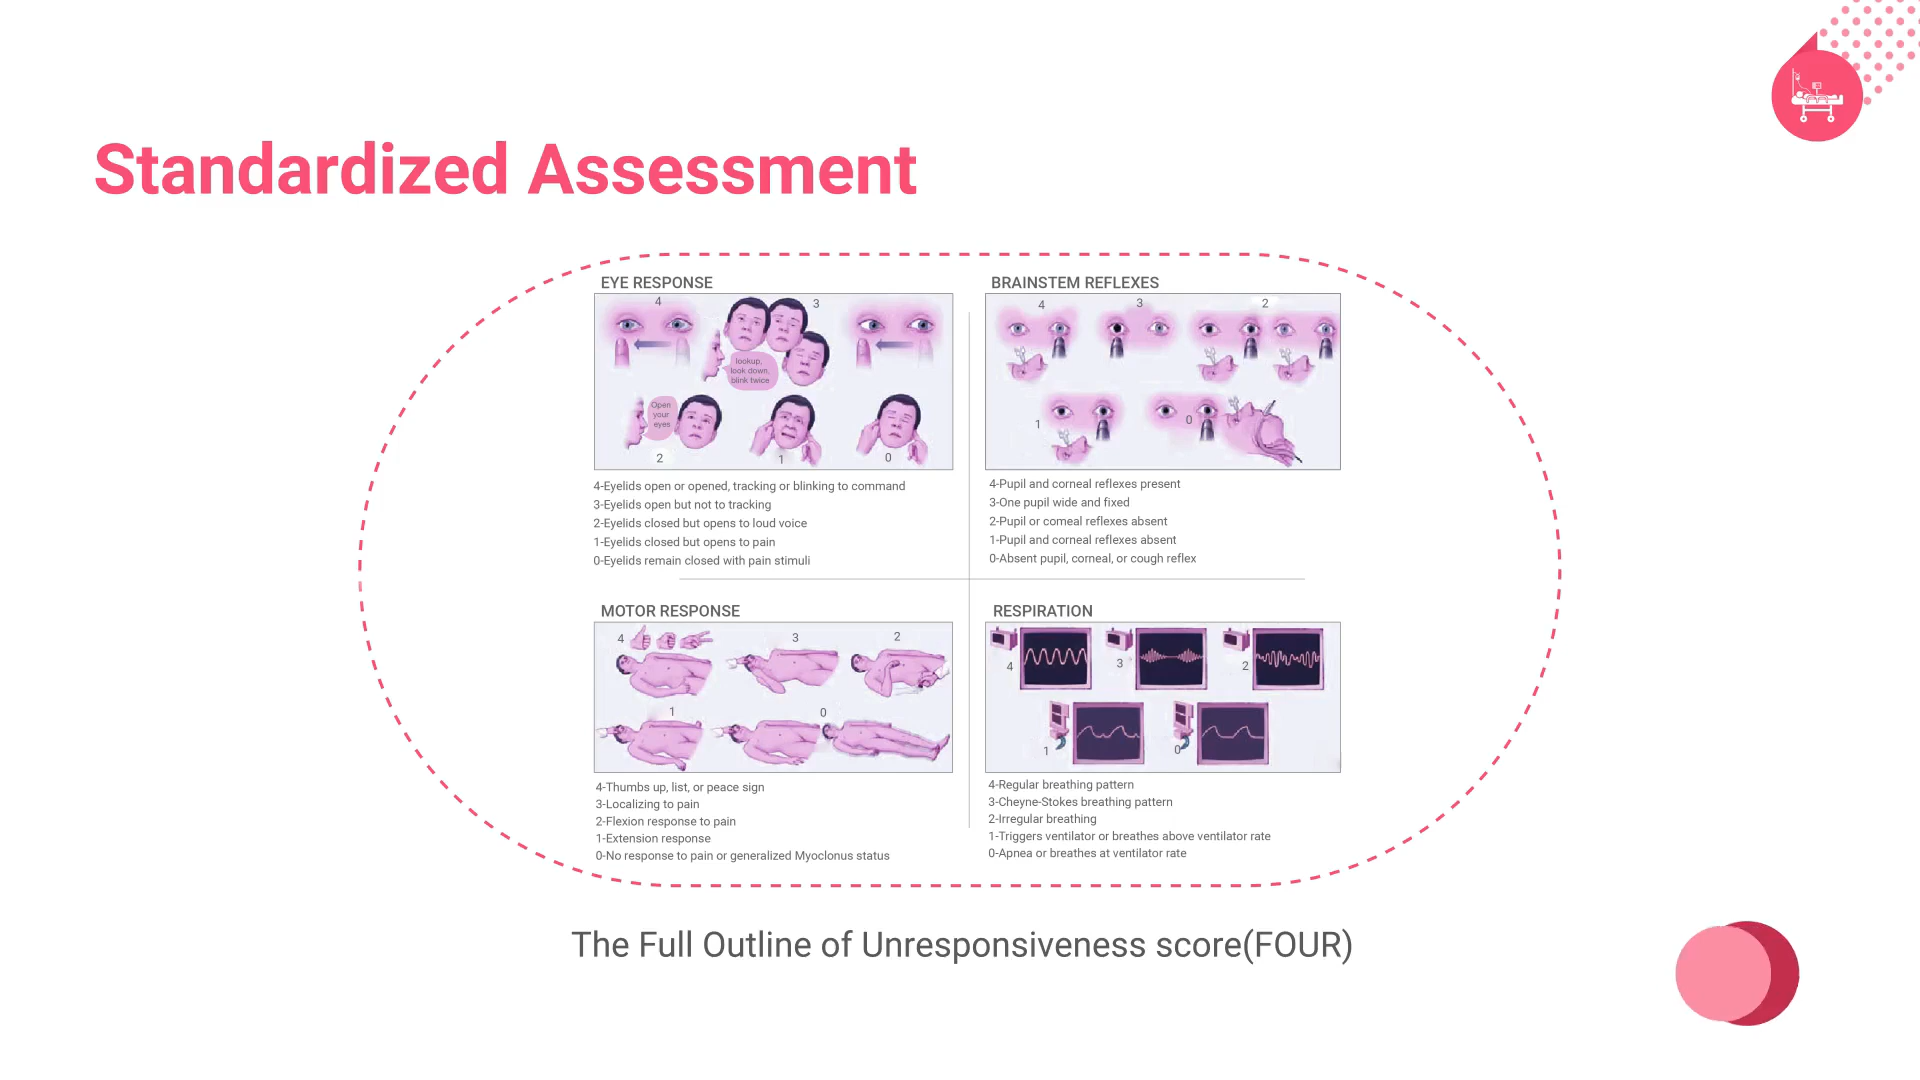 Standardized Assessment
EYE RESPONSE
4
3
lookup,
look down,
blink twice
Open
your
eyes
2
1
0
4-Eyelids open or opened, tracking or blinking to command
3-Eyelids open but not to tracking
2-Eyelids closed but opens to loud voice
1-Eyelids closed but opens to pain
0-Eyelids remain closed with pain stimuli
BRAINSTEM REFLEXES
4
3
2
1
0
4-Pupil and corneal reflexes present
3-One pupil wide and fixed
2-Pupil or comeal reflexes absent
1-Pupil and corneal reflexes absent
0-Absent pupil, corneal, or cough reflex
MOTOR RESPONSE
4
3
2
1
0
4-Thumbs up, list, or peace sign
3-Localizing to pain
2-Flexion response to pain
1-Extension response
0-No response to pain or generalized Myoclonus status
RESPIRATION
4
3
2
1
0
4-Regular breathing pattern
3-Cheyne-Stokes breathing pattern
2-Irregular breathing
1-Triggers ventilator or breathes above ventilator rate
0-Apnea or breathes at ventilator rate
The Full Outline of Unresponsiveness score(FOUR)